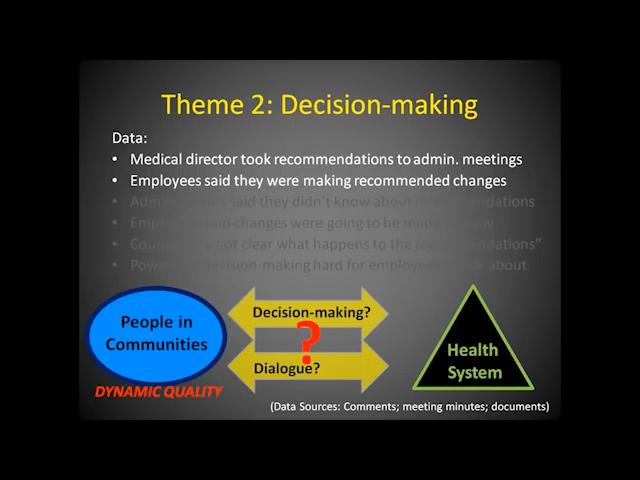 Theme 2: Decision-making
Data:
• Medical director took recommendations to admin. meetings
• Employees said they were making recommended changes
• said they didn't know about
• said changes were going to be
• not clear what happens to the
• decision-making hard for about
Decision-making?
People in
Communities
?
Health
System
Dialogue?
DYNAMIC QUALITY
(Data Sources: Comments; meeting minutes; documents)